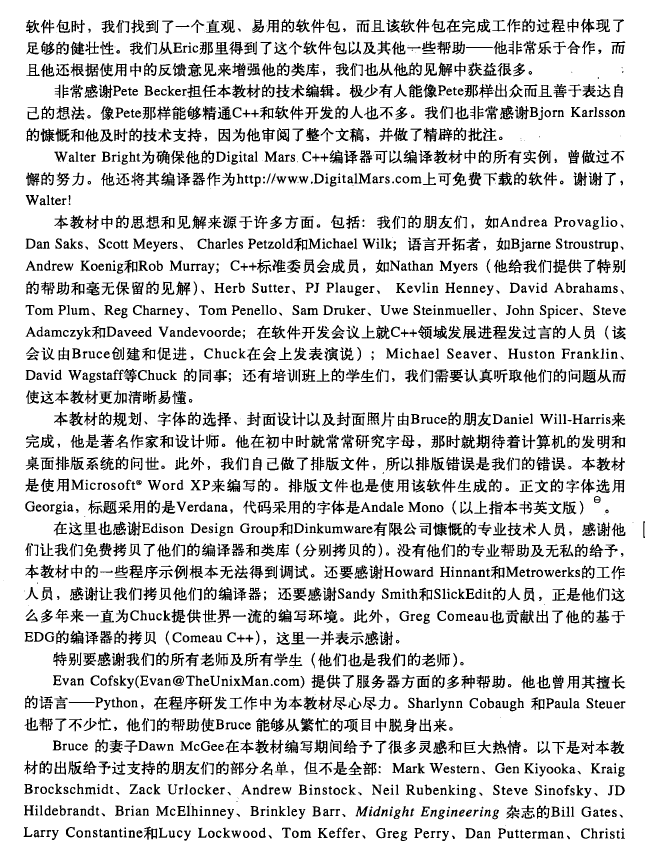 软件包时，我们找到了一个直观、易用的软件包，而且该软件包在完成工作的过程中体现了
足够的健壮性。我们从Eric那里得到了这个软件包以及其他一些帮助——他非常乐于合作，而
且他还根据使用中的反馈意见来增强他的类库，我们也从他的见解中获益很多。
非常感谢Pete Becker担任本教材的技术编辑。极少有人能像Pete那样出众而且善于表达自
己的想法。像Pete那样能够精通C++和软件开发的人也不多。我们也非常感谢Bjorn Karlsson
的慷慨和他及时的技术支持，因为他审阅了整个文稿，并做了精辟的批注。
Walter Bright为确保他的Digital Mars C++编译器可以编译教材中的所有实例，曾做过不
懈的努力。他还将其编译器作为http://www.DigitalMars.com上可免费下载的软件。谢谢了，
Walter!
本教材中的思想和见解来源于许多方面。包括：我们的朋友们，如Andrea Provaglio、
Dan Saks、Scott Meyers、 Charles Petzold和Michael Wilk；语言开拓者，如Bjarne Stroustrup、
Andrew Koenig和Rob Murray；C++标准委员会成员，如Nathan Myers（他给我们提供了特别
的帮助和毫无保留的见解）、Herb Sutter、PJ Plauger、 Kevlin Henney、David Abrahams、
Tom Plum、Reg Charney、Tom Penello、Sam Druker、Uwe Steinmueller、John Spicer、Steve
Adamczyk和Daveed Vandevoorde；在软件开发会议上就C++领域发展进程发过言的人员（该
会议由Bruce创建和促进，Chuck在会上发表演说）；Michael Seaver、Huston Franklin、
David Wagstaff等Chuck 的同事；还有培训班上的学生们，我们需要认真听取他们的问题从而
使这本教材更加清晰易懂。
本教材的规划、字体的选择、封面设计以及封面照片由Bruce的朋友Daniel Will-Harris来
完成，他是著名作家和设计师。他在初中时就常常研究字母，那时就期待着计算机的发明和
桌面排版系统的问世。此外，我们自己做了排版文件，所以排版错误是我们的错误。本教材
是使用Microsoft® Word XP来编写的。排版文件也是使用该软件生成的。正文的字体选用
Georgia，标题采用的是Verdana，代码采用的字体是Andale Mono（以上指本书英文版）⊖。
在这里也感谢Edison Design Group和Dinkumware有限公司慷慨的专业技术人员，感谢他
们让我们免费拷贝了他们的编译器和类库（分别拷贝的）。没有他们的专业帮助及无私的给予，
本教材中的一些程序示例根本无法得到调试。还要感谢Howard Hinnant和Metrowerks的工作
人员，感谢让我们拷贝他们的编译器；还要感谢Sandy Smith和SlickEdit的人员，正是他们这
么多年来一直为Chuck提供世界一流的编写环境。此外，Greg Comeau也贡献出了他的基于
EDG的编译器的拷贝（Comeau C++），这里一并表示感谢。
特别要感谢我们的所有老师及所有学生（他们也是我们的老师）。
Evan Cofsky(Evan@TheUnixMan.com) 提供了服务器方面的多种帮助。他也曾用其擅长
的语言——Python，在程序研发工作中为本教材尽心尽力。Sharlynn Cobaugh 和Paula Steuer
也帮了不少忙，他们的帮助使Bruce 能够从繁忙的项目中脱身出来。
Bruce 的妻子Dawn McGee在本教材编写期间给予了很多灵感和巨大热情。以下是对本教
材的出版给予过支持的朋友们的部分名单，但不是全部：Mark Western、Gen Kiyooka、Kraig
Brockschmidt、Zack Urlocker、Andrew Binstock、Neil Rubenking、Steve Sinofsky、JD
Hildebrandt、Brian McElhinney、Brinkley Barr、Midnight Engineering 杂志的Bill Gates、
Larry Constantine和Lucy Lockwood、Tom Keffer、Greg Perry、Dan Putterman、Christi